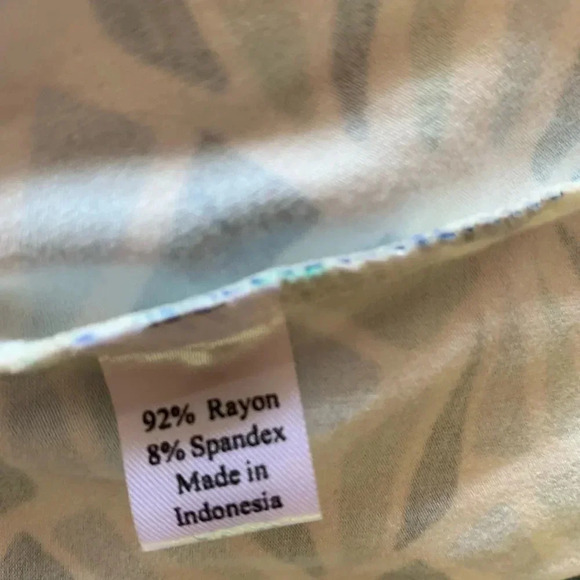 92% Rayon
8% Spandex
Made in
Indonesia